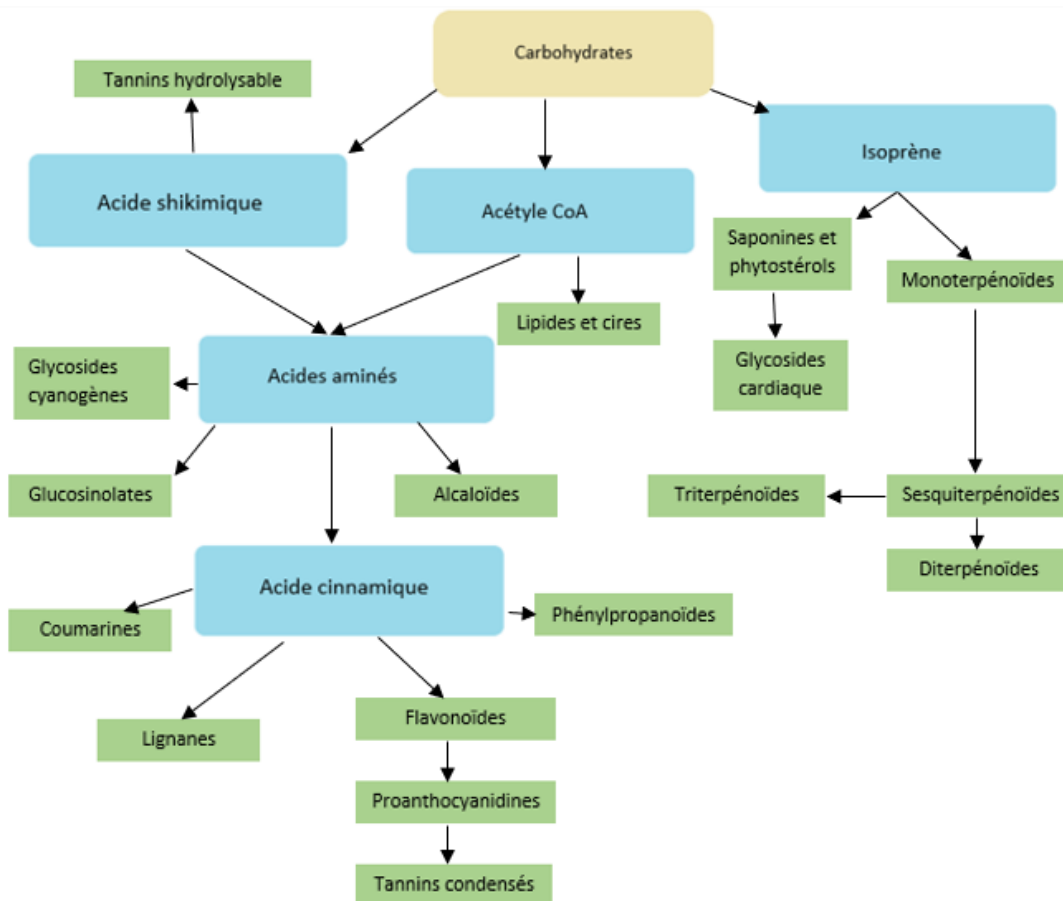 Carbohydrates
Tannins hydrolysable
Isoprène
Acide shikimique
Acétyle CoA
Saponines et
phytostérols
Monoterpénoïdes
Lipides et cires
Glycosides
cyanogènes
Acides aminés
Glycosides
cardiaque
Glucosinolates
Alcaloïdes
Triterpénoïdes
Sesquiterpénoïdes
Diterpénoïdes
Acide cinnamique
Coumarines
Phénylpropanoïdes
Lignanes
Flavonoïdes
Proanthocyanidines
Tannins condensés